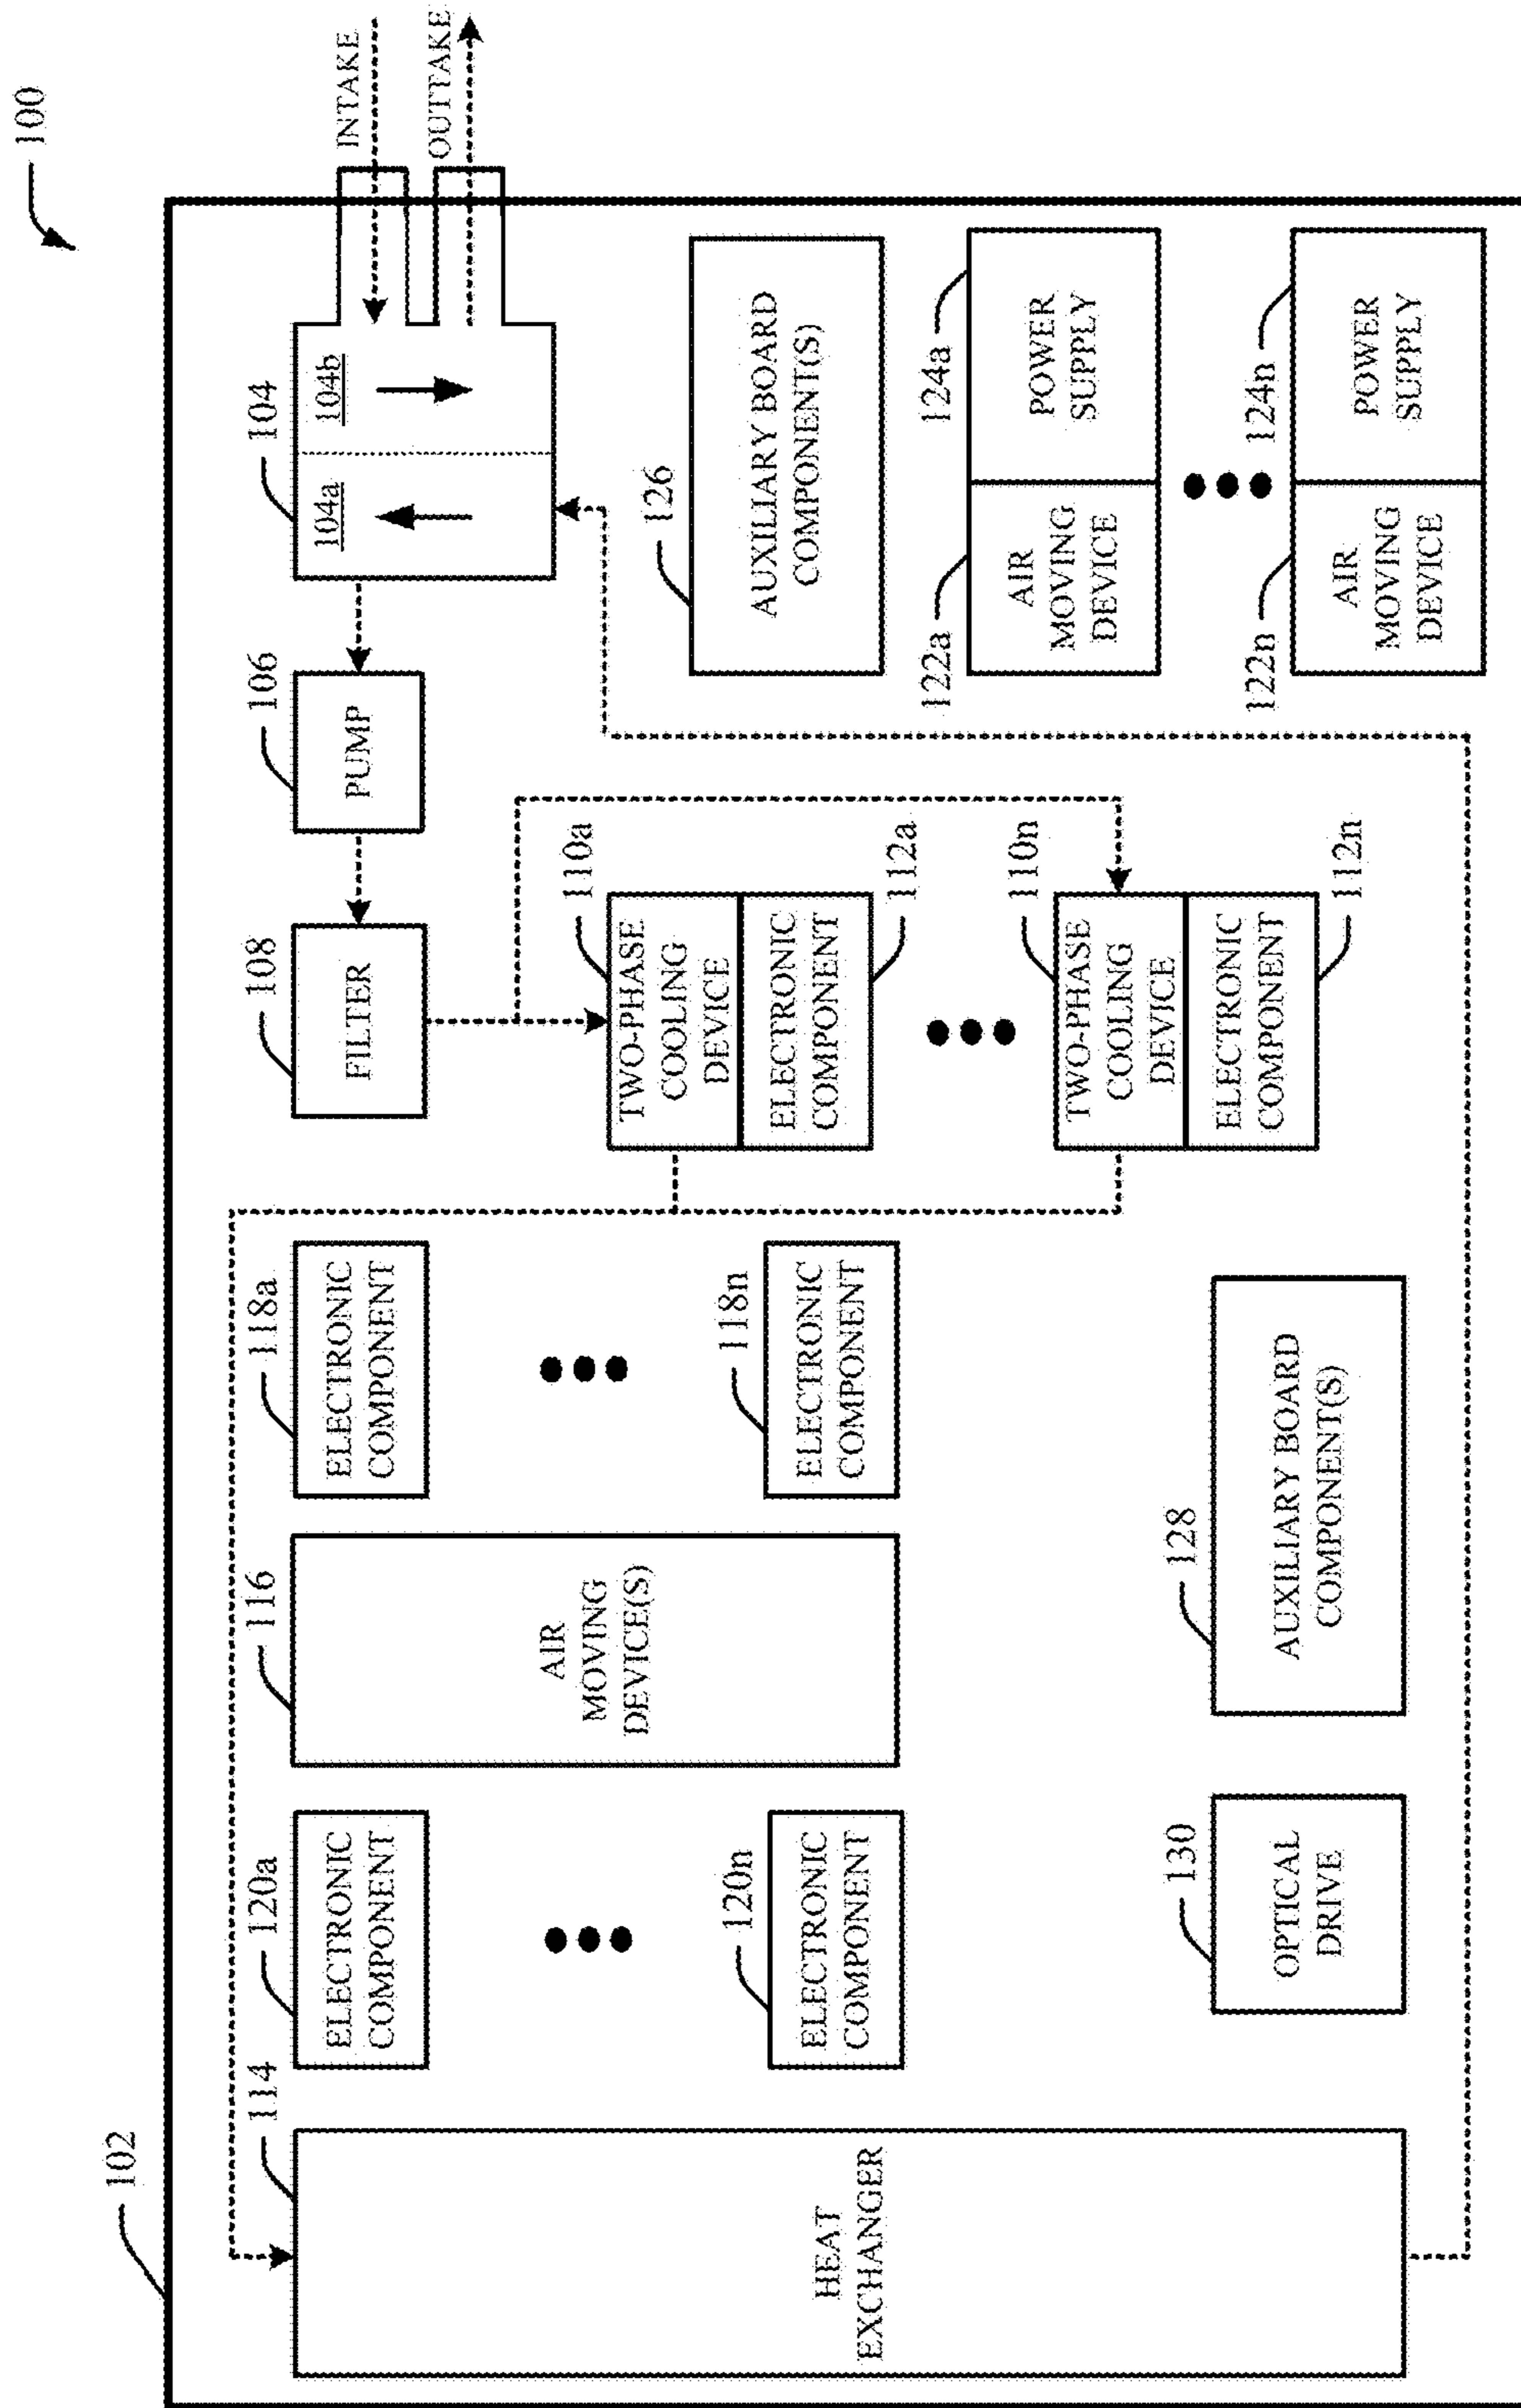 100
102
INTAKE
OUTTAKE
114
HEAT
EXCHANGER
120a
ELECTRONIC
COMPONENT
120n
ELECTRONIC
COMPONENT
116
AIR
MOVING
DEVICE(S)
118a
ELECTRONIC
COMPONENT
118n
ELECTRONIC
COMPONENT
108
FILTER
106
PUMP
104
104a
104b
110a
TWO-PHASE
COOLING
DEVICE
ELECTRONIC
COMPONENT
112a
110n
TWO-PHASE
COOLING
DEVICE
ELECTRONIC
COMPONENT
112n
126
AUXILIARY BOARD
COMPONENT(S)
122a
AIR
MOVING
DEVICE
124a
POWER
SUPPLY
122n
AIR
MOVING
DEVICE
124n
POWER
SUPPLY
130
OPTICAL
DRIVE
128
AUXILIARY BOARD
COMPONENT(S)